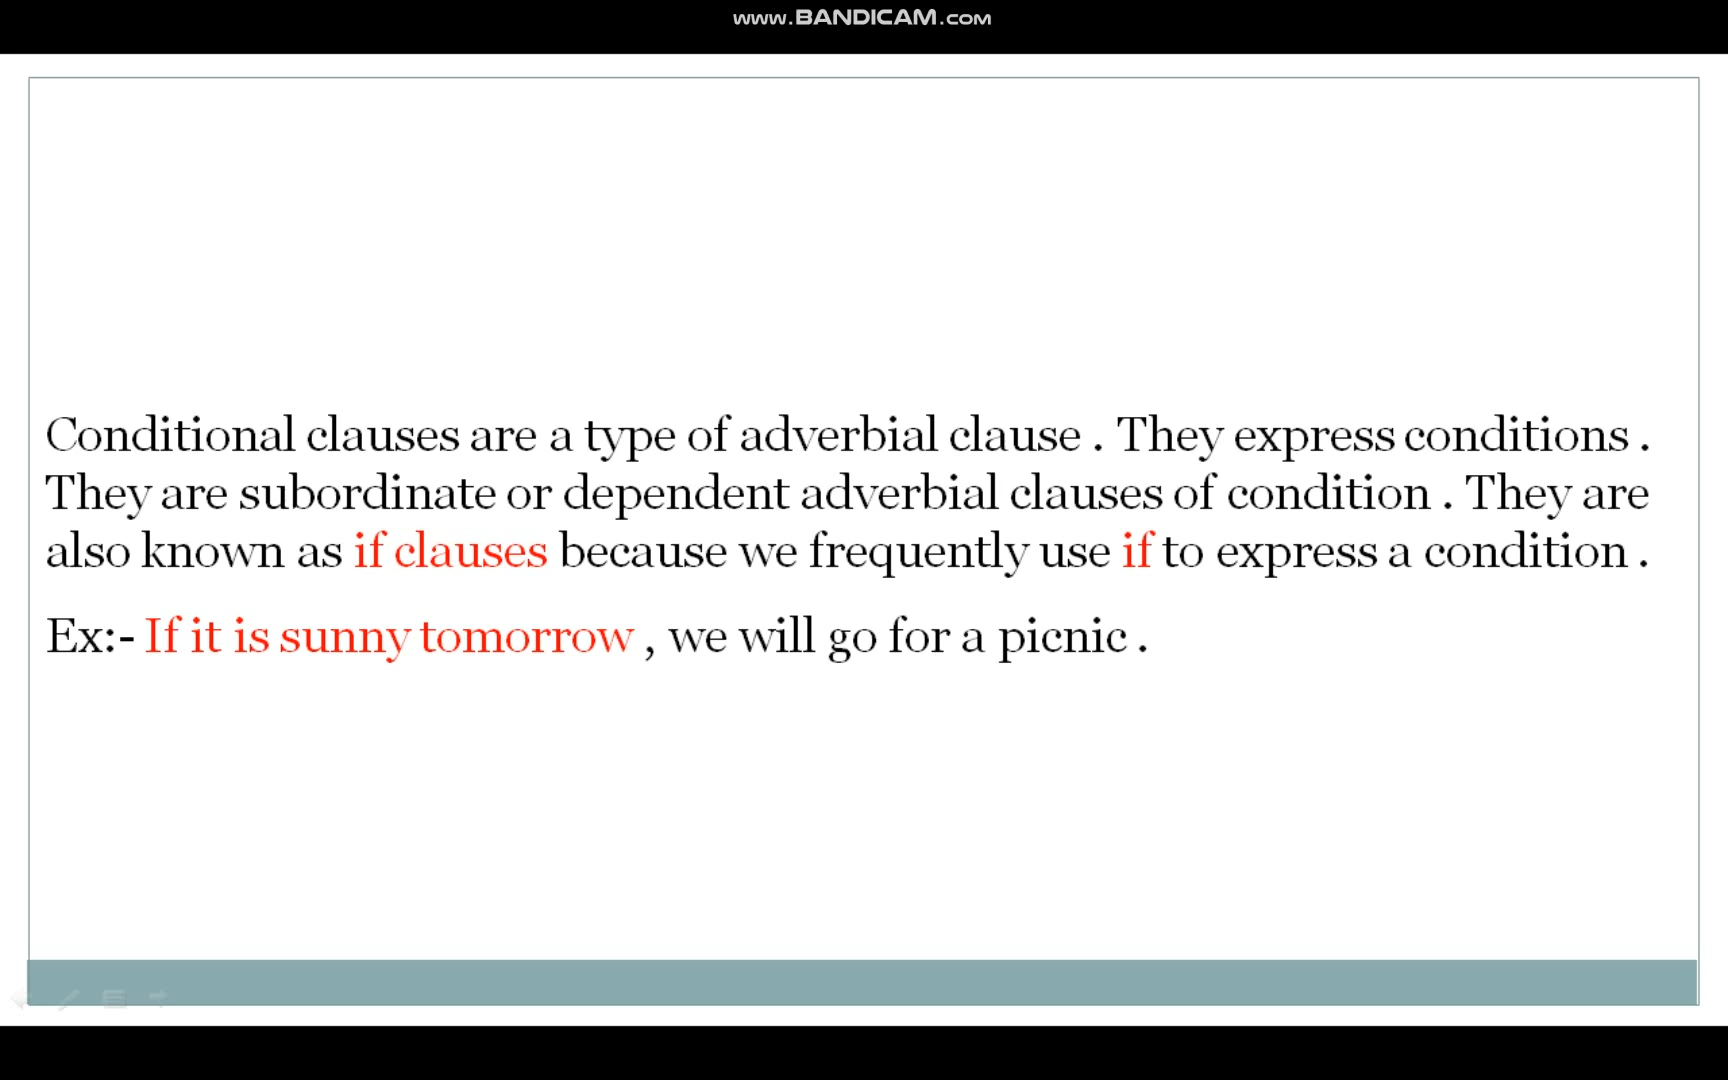 www.BANDICAM.com
Conditional clauses are a type of adverbial clause . They express conditions .
They are subordinate or dependent adverbial clauses of condition . They are
also known as if clauses because we frequently use if to express a condition .
Ex:- If it is sunny tomorrow , we will go for a picnic .